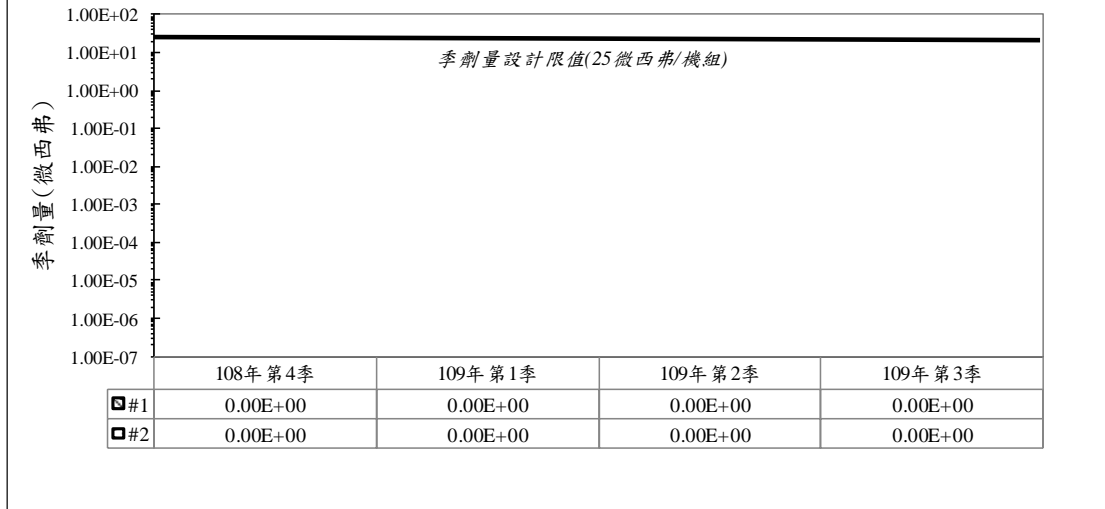 1.00E+02
1.00E+01
1.00E+00
1.00E-01
1.00E-02
1.00E-03
1.00E-04
1.00E-05
1.00E-06
1.00E-07
季劑量(微西弗)
季劑量設計限值(25微西弗/機組)
108年第4季 109年第1季 109年第2季 109年第3季
#1 0.00E+00 0.00E+00 0.00E+00 0.00E+00
#2 0.00E+00 0.00E+00 0.00E+00 0.00E+00